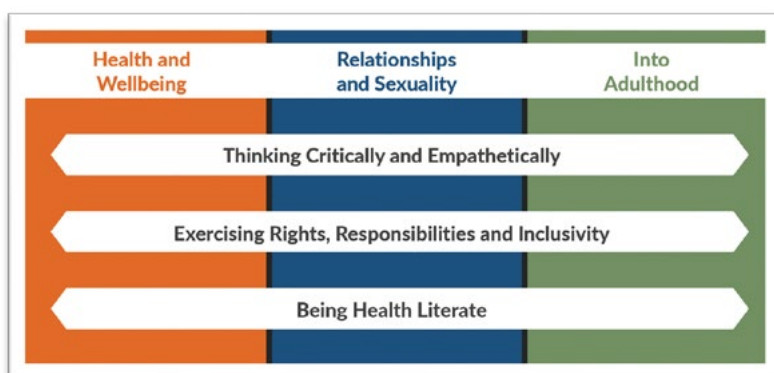 Health and
Wellbeing
Relationships
and Sexuality
Into
Adulthood
Thinking Critically and Empathetically
Exercising Rights, Responsibilities and Inclusivity
Being Health Literate